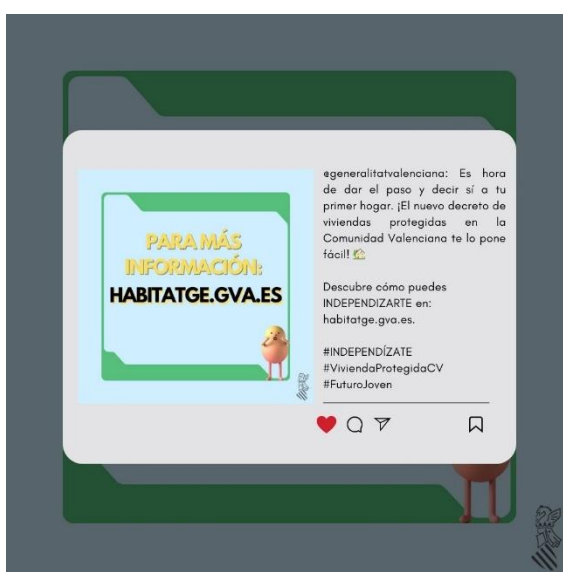 PARA MÁS
INFORMACIÓN:
HABITATGE.GVA.ES
@generalitatvalenciana: Es hora
de dar el paso y decir sí a tu
primer hogar. ¡El nuevo decreto de
viviendas protegidas en la
Comunidad Valenciana te lo pone
fácil! 🏡
Descubre cómo puedes
INDEPENDIZARTE en:
habitatge.gva.es.
#INDEPENDÍZATE
#ViviendaProtegidaCV
#FuturoJoven